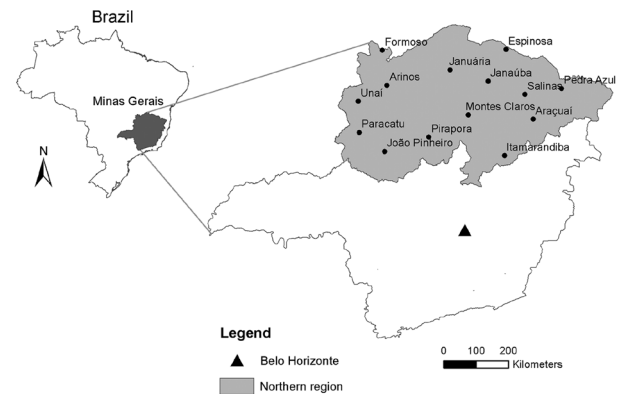 Brazil
Minas Gerais
N
Formoso
Espinosa
Januária
Janaúba
Arinos
Salinas
Pedra Azul
Unaí
Montes Claros
Araçuaí
Paracatu
Pirapora
João Pinheiro
Itamarandiba
Legend
Belo Horizonte
Northern region
0 100 200
Kilometers